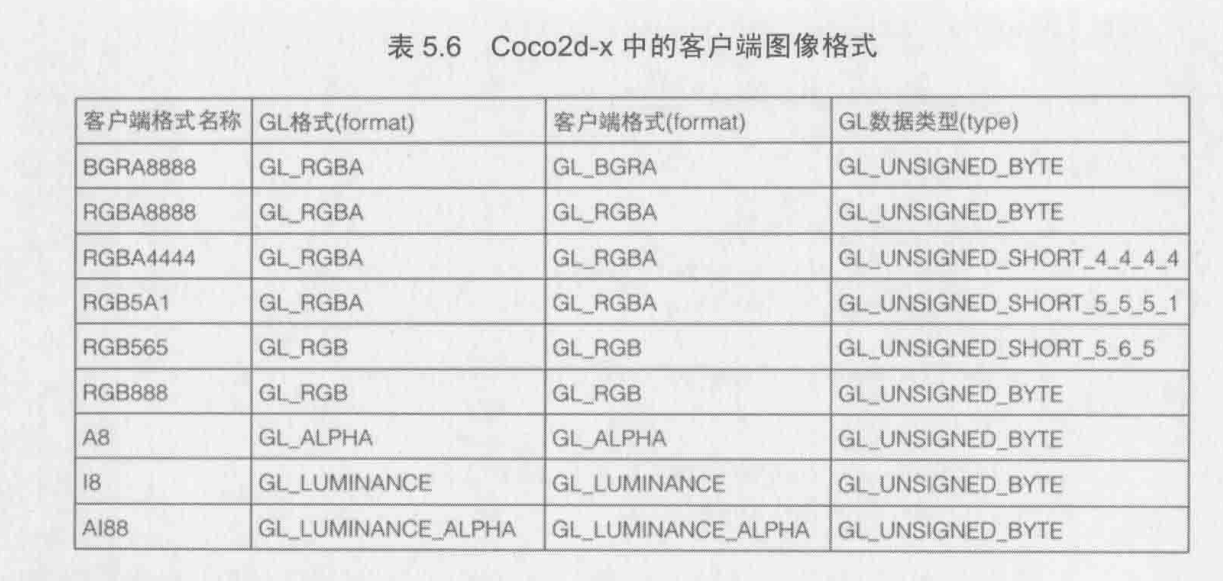 表 5.6 Coco2d-x 中的客户端图像格式
客户端格式名称 GL格式(format) 客户端格式(format) GL数据类型(type)
BGRA8888 GL_RGBA GL_BGRA GL_UNSIGNED_BYTE
RGBA8888 GL_RGBA GL_RGBA GL_UNSIGNED_BYTE
RGBA4444 GL_RGBA GL_RGBA GL_UNSIGNED_SHORT_4_4_4_4
RGB5A1 GL_RGBA GL_RGBA GL_UNSIGNED_SHORT_5_5_5_1
RGB565 GL_RGB GL_RGB GL_UNSIGNED_SHORT_5_6_5
RGB888 GL_RGB GL_RGB GL_UNSIGNED_BYTE
A8 GL_ALPHA GL_ALPHA GL_UNSIGNED_BYTE
I8 GL_LUMINANCE GL_LUMINANCE GL_UNSIGNED_BYTE
AI88 GL_LUMINANCE_ALPHA GL_LUMINANCE_ALPHA GL_UNSIGNED_BYTE